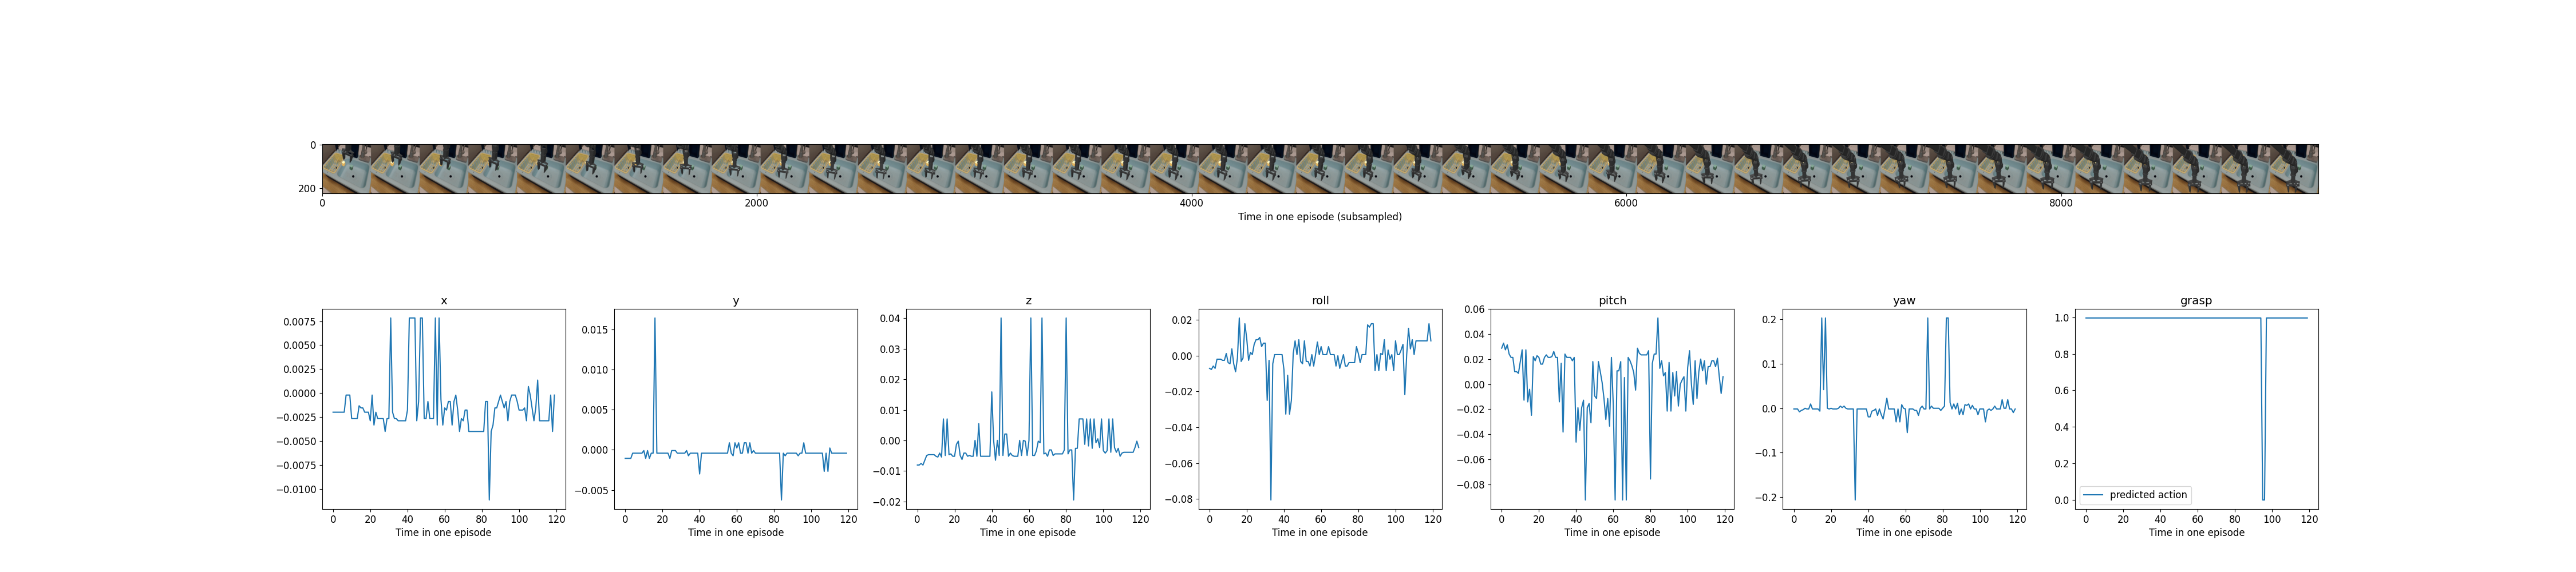 0
200
0 2000 4000 6000 8000
Time in one episode (subsampled)
x y z roll pitch yaw grasp
0.0075
0.0050
0.0025
0.0000
−0.0025
−0.0050
−0.0075
−0.0100
0 20 40 60 80 100 120
Time in one episode
0.015
0.010
0.005
0.000
−0.005
0 20 40 60 80 100 120
Time in one episode
0.04
0.03
0.02
0.01
0.00
−0.01
−0.02
0 20 40 60 80 100 120
Time in one episode
0.02
0.00
−0.02
−0.04
−0.06
−0.08
0 20 40 60 80 100 120
Time in one episode
0.06
0.04
0.02
0.00
−0.02
−0.04
−0.06
−0.08
0 20 40 60 80 100 120
Time in one episode
0.2
0.1
0.0
−0.1
−0.2
0 20 40 60 80 100 120
Time in one episode
1.0
0.8
0.6
0.4
0.2
0.0
predicted action
0 20 40 60 80 100 120
Time in one episode